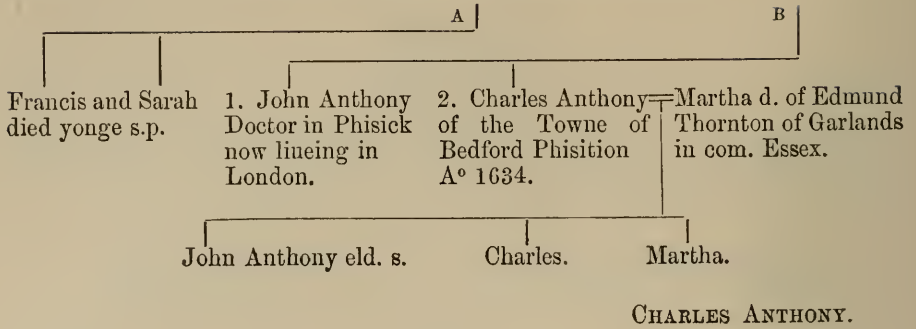 A B
Francis and Sarah
died yonge s.p.
1. John Anthony
Doctor in Phisick
now liueing in
London.
2. Charles Anthony
of the Towne of
Bedford Phisition
Aº 1634.
Martha d. of Edmund
Thornton of Garlands
in com. Essex.
John Anthony eld. s. Charles. Martha.
CHARLES ANTHONY.